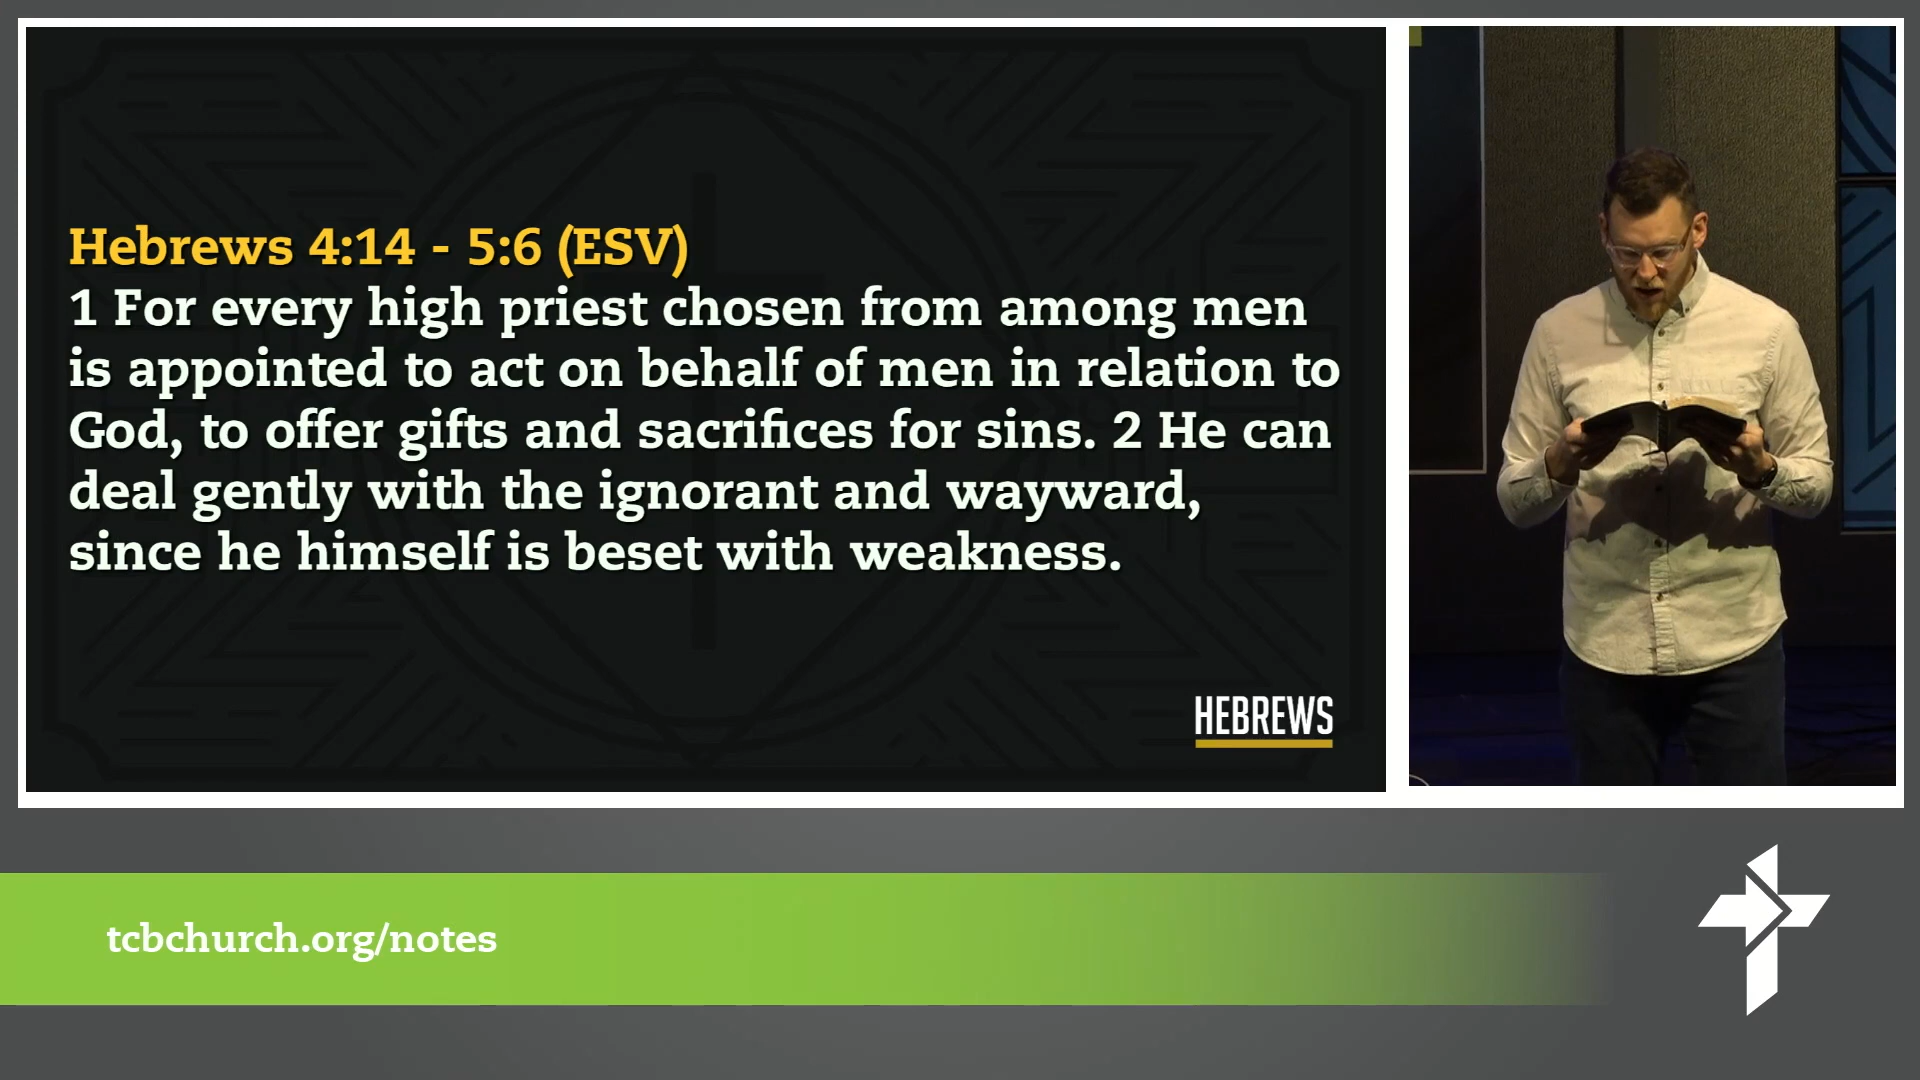 Hebrews 4:14 - 5:6 (ESV)
1 For every high priest chosen from among men
is appointed to act on behalf of men in relation to
God, to offer gifts and sacrifices for sins. 2 He can
deal gently with the ignorant and wayward,
since he himself is beset with weakness.
HEBREWS
tcbchurch.org/notes